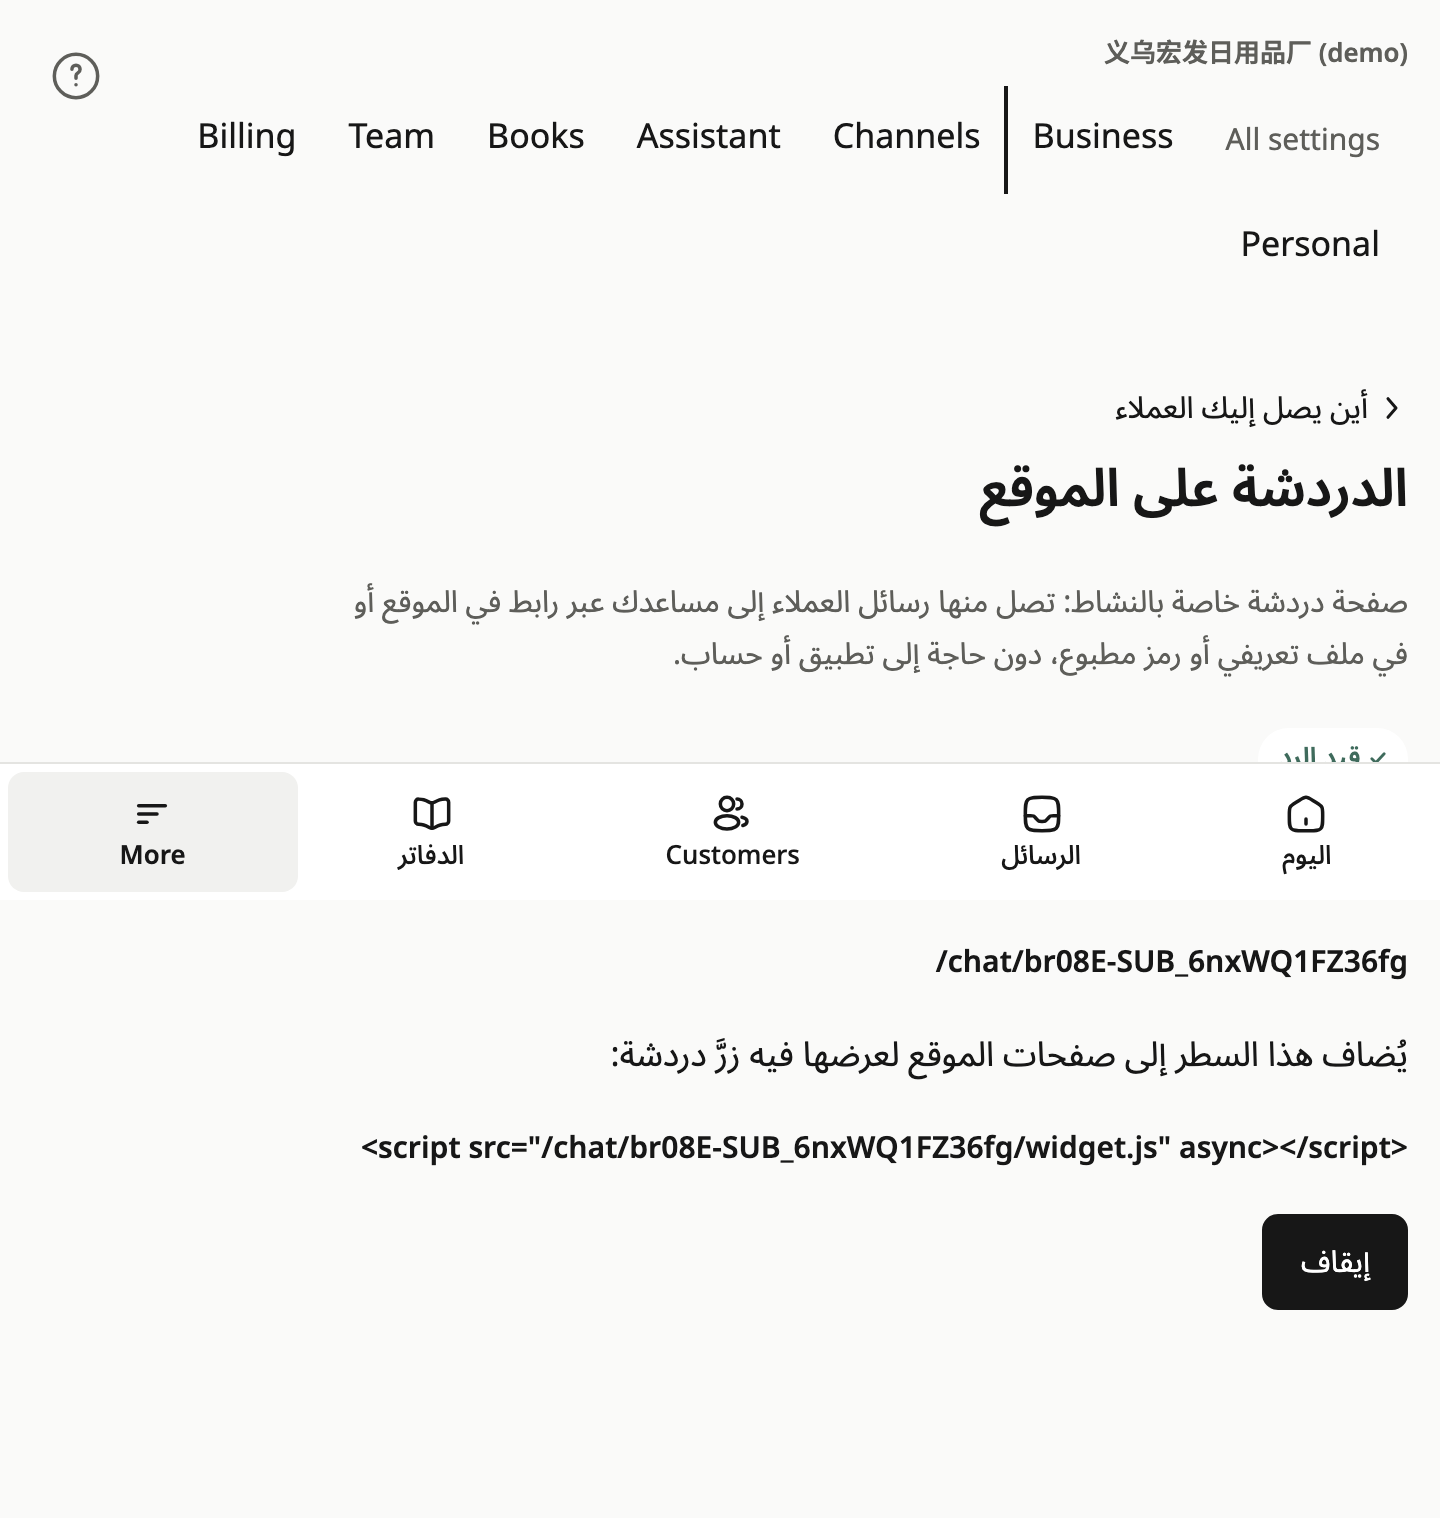 义乌宏发日用品厂 (demo)
All settings Business Channels Assistant Books Team Billing
Personal
أين يصل إليك العملاء
الدردشة على الموقع
صفحة دردشة خاصة بالنشاط: تصل منها رسائل العملاء إلى مساعدك عبر رابط في الموقع أو
في ملف تعريفي أو رمز مطبوع، دون حاجة إلى تطبيق أو حساب.
قيد الرد
اليوم الرسائل Customers الدفاتر More
/chat/br08E-SUB_6nxWQ1FZ36fg
يُضاف هذا السطر إلى صفحات الموقع لعرضها فيه زرَّ دردشة:
<script src="/chat/br08E-SUB_6nxWQ1FZ36fg/widget.js" async></script>
إيقاف